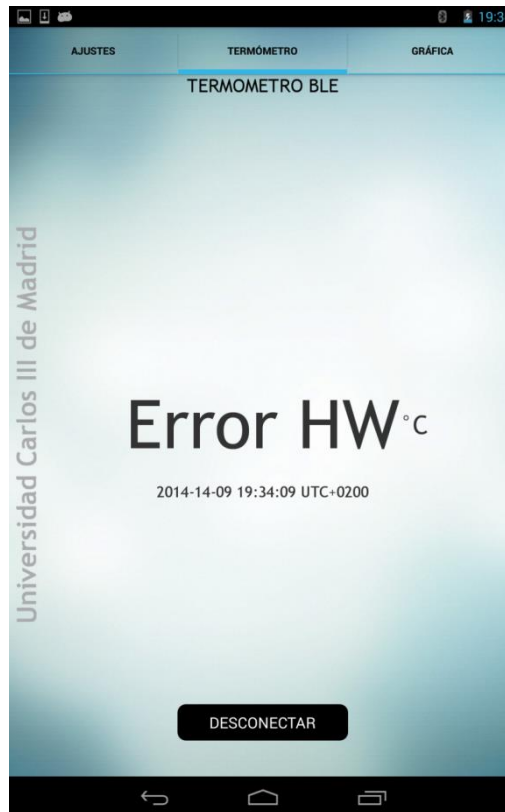 19:3
AJUSTES
TERMÓMETRO
GRÁFICA
TERMOMETRO BLE
Universidad Carlos III de Madrid
Error HW °C
2014-14-09 19:34:09 UTC+0200
DESCONECTAR